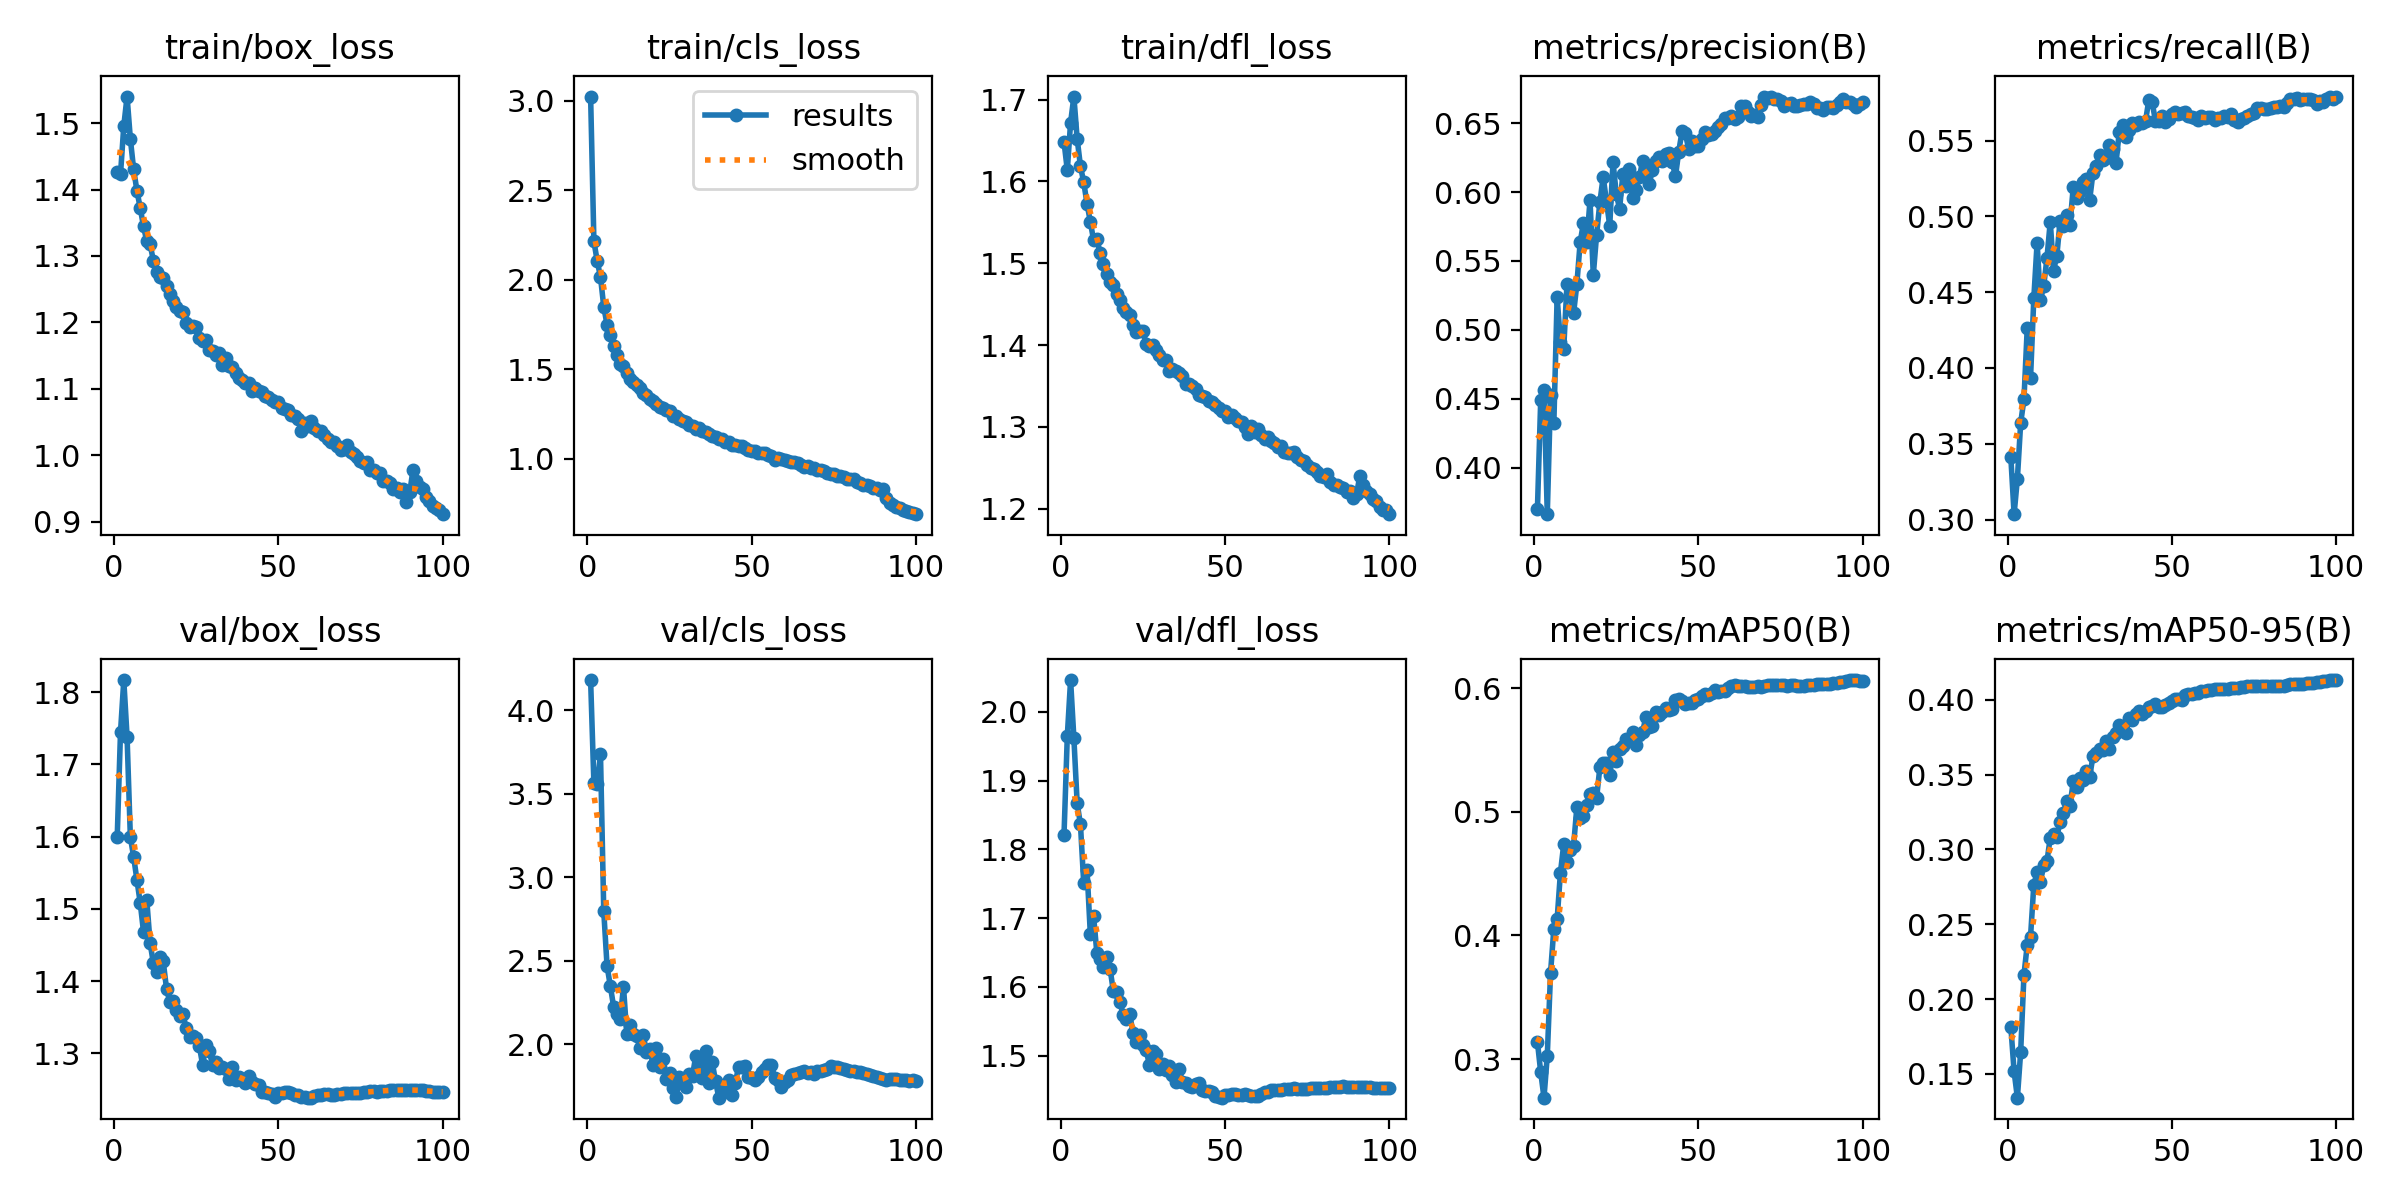 train/box_loss
1.5
1.4
1.3
1.2
1.1
1.0
0.9
0 50 100
train/cls_loss
results
smooth
3.0
2.5
2.0
1.5
1.0
0 50 100
train/dfl_loss
1.7
1.6
1.5
1.4
1.3
1.2
0 50 100
metrics/precision(B)
0.65
0.60
0.55
0.50
0.45
0.40
0 50 100
metrics/recall(B)
0.55
0.50
0.45
0.40
0.35
0.30
0 50 100
val/box_loss
1.8
1.7
1.6
1.5
1.4
1.3
0 50 100
val/cls_loss
4.0
3.5
3.0
2.5
2.0
0 50 100
val/dfl_loss
2.0
1.9
1.8
1.7
1.6
1.5
0 50 100
metrics/mAP50(B)
0.6
0.5
0.4
0.3
0 50 100
metrics/mAP50-95(B)
0.40
0.35
0.30
0.25
0.20
0.15
0 50 100